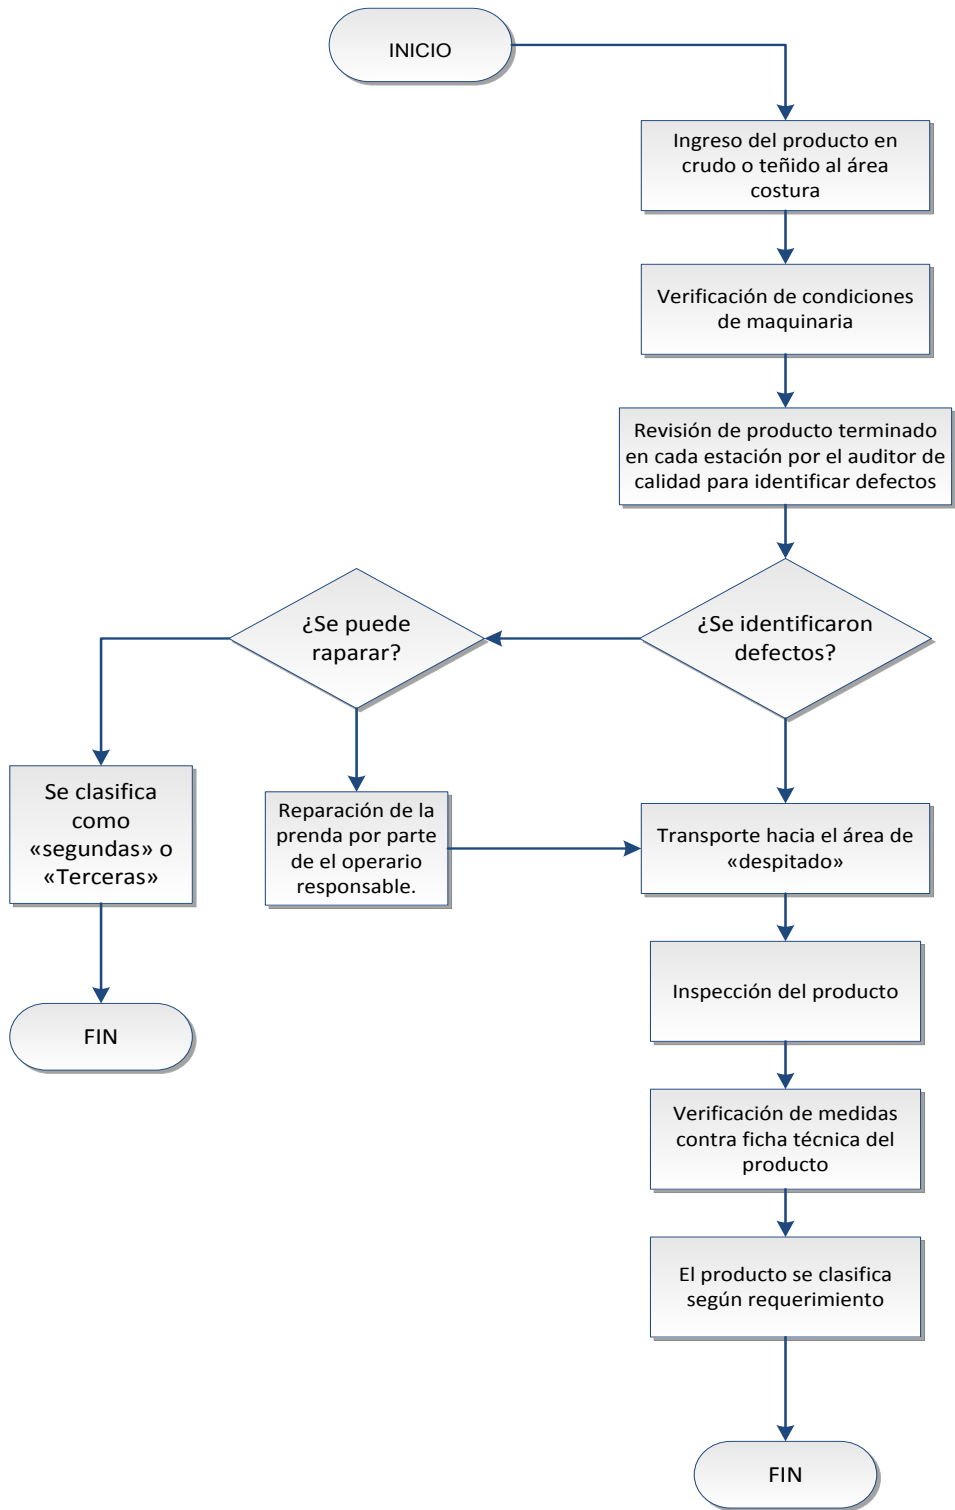 INICIO
Ingreso del producto en
crudo o teñido al área
costura
Verificación de condiciones
de maquinaria
Revisión de producto terminado
en cada estación por el auditor de
calidad para identificar defectos
¿Se identificaron
defectos?
¿Se puede
raparar?
Se clasifica
como
«segundas» o
«Terceras»
FIN
Reparación de la
prenda por parte
de el operario
responsable.
Transporte hacia el área de
«despitado»
Inspección del producto
Verificación de medidas
contra ficha técnica del
producto
El producto se clasifica
según requerimiento
FIN